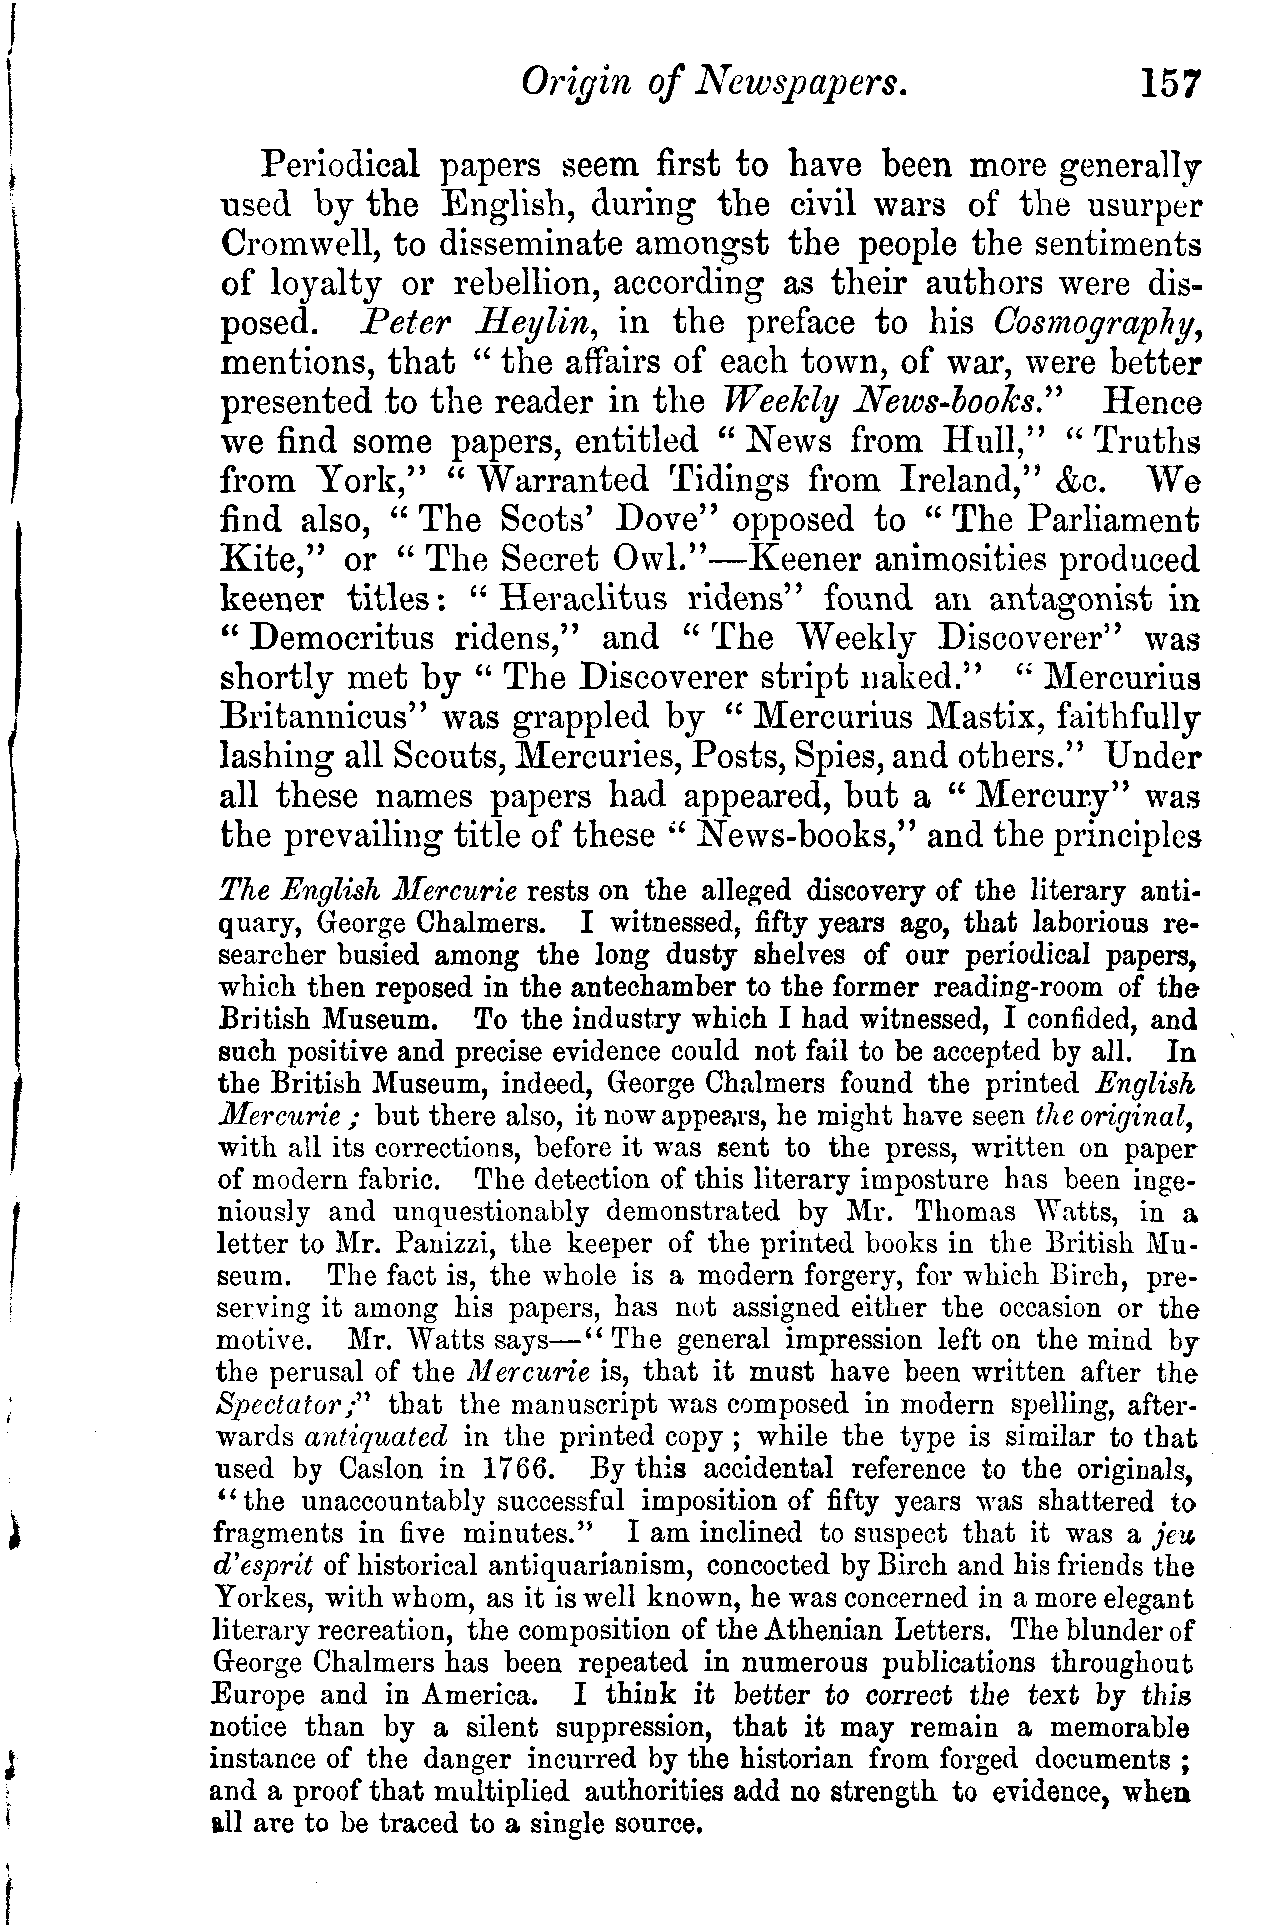 Origin of Newspapers. 157
Periodical papers seem first to have been more generally
used by the English, during the civil wars of the usurper
Cromwell, to disseminate amongst the people the sentiments
of loyalty or rebellion, according as their authors were dis-
posed. Peter Heylin, in the preface to his Cosmography,
mentions, that “ the affairs of each town, of war, were better
presented to the reader in the Weekly News-books.” Hence
we find some papers, entitled “ News from Hull,” “ Truths
from York,” “ Warranted Tidings from Ireland,” &c. We
find also, “ The Scots’ Dove” opposed to “ The Parliament
Kite,” or “ The Secret Owl.”—Keener animosities produced
keener titles: “ Heraclitus ridens” found an antagonist in
“ Democritus ridens,” and “ The Weekly Discoverer” was
shortly met by “ The Discoverer stript naked.” “ Mercurius
Britannicus” was grappled by “ Mercurius Mastix, faithfully
lashing all Scouts, Mercuries, Posts, Spies, and others.” Under
all these names papers had appeared, but a “ Mercury” was
the prevailing title of these “ News-books,” and the principles
The English Mercurie rests on the alleged discovery of the literary anti-
quary, George Chalmers. I witnessed, fifty years ago, that laborious re-
searcher busied among the long dusty shelves of our periodical papers,
which then reposed in the antechamber to the former reading-room of the
British Museum. To the industry which I had witnessed, I confided, and
such positive and precise evidence could not fail to be accepted by all. In
the British Museum, indeed, George Chalmers found the printed English
Mercurie ; but there also, it now appears, he might have seen the original,
with all its corrections, before it was sent to the press, written on paper
of modern fabric. The detection of this literary imposture has been inge-
niously and unquestionably demonstrated by Mr. Thomas Watts, in a
letter to Mr. Panizzi, the keeper of the printed books in the British Mu-
seum. The fact is, the whole is a modern forgery, for which Birch, pre-
serving it among his papers, has not assigned either the occasion or the
motive. Mr. Watts says—“ The general impression left on the mind by
the perusal of the Mercurie is, that it must have been written after the
Spectator ;” that the manuscript was composed in modern spelling, after-
wards antiquated in the printed copy ; while the type is similar to that
used by Caslon in 1766. By this accidental reference to the originals,
“the unaccountably successful imposition of fifty years was shattered to
fragments in five minutes.” I am inclined to suspect that it was a jeu
d’esprit of historical antiquarianism, concocted by Birch and his friends the
Yorkes, with whom, as it is well known, he was concerned in a more elegant
literary recreation, the composition of the Athenian Letters. The blunder of
George Chalmers has been repeated in numerous publications throughout
Europe and in America. I think it better to correct the text by this
notice than by a silent suppression, that it may remain a memorable
instance of the danger incurred by the historian from forged documents ;
and a proof that multiplied authorities add no strength to evidence, when
all are to be traced to a single source.